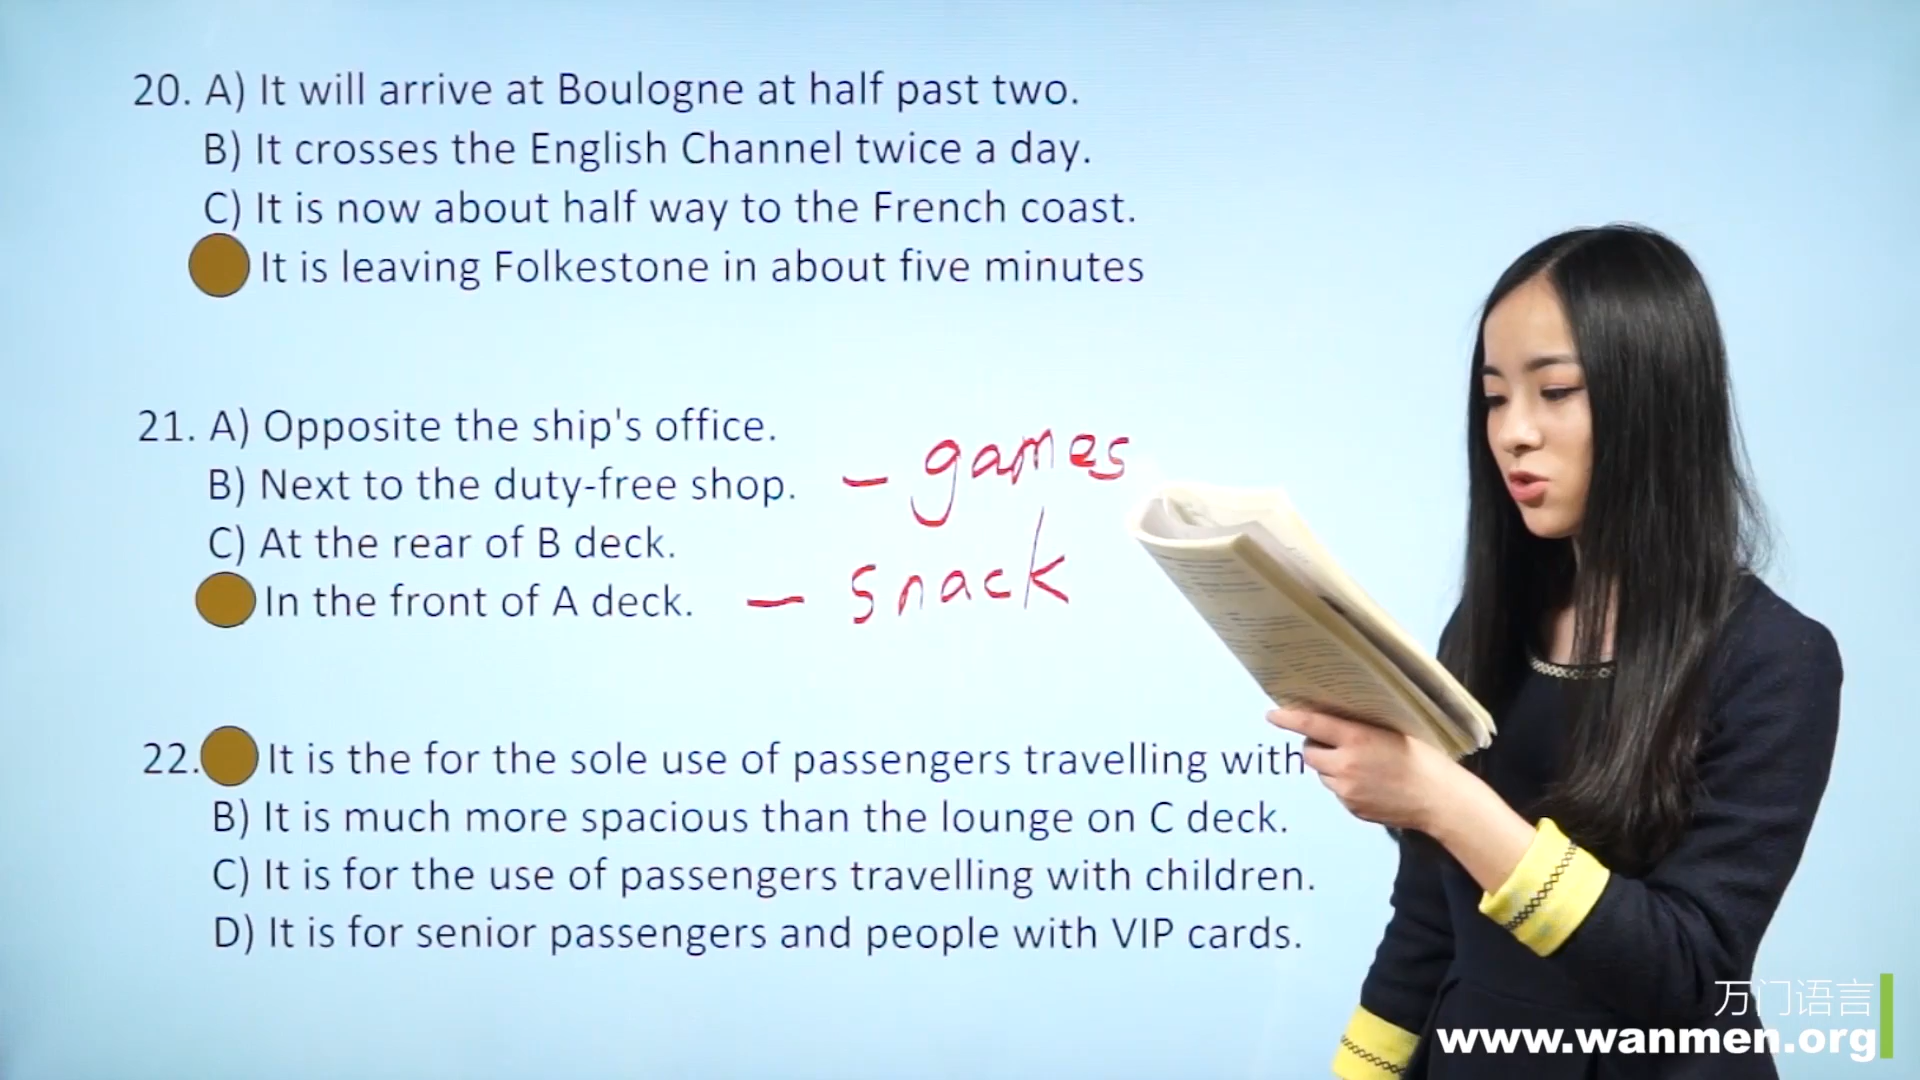 20. A) It will arrive at Boulogne at half past two.
B) It crosses the English Channel twice a day.
C) It is now about half way to the French coast.
It is leaving Folkestone in about five minutes
21. A) Opposite the ship's office.
B) Next to the duty-free shop. – games
C) At the rear of B deck.
In the front of A deck. – snack
22. It is the for the sole use of passengers travelling with
B) It is much more spacious than the lounge on C deck.
C) It is for the use of passengers travelling with children.
D) It is for senior passengers and people with VIP cards.
万门语言
www.wanmen.org